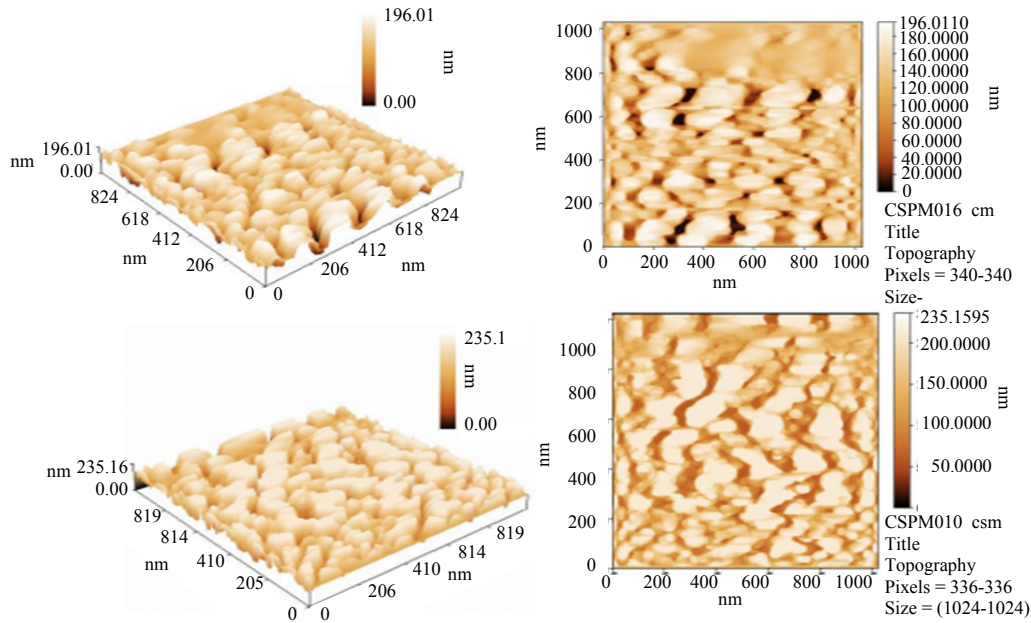 196.01
nm
0.00
nm
196.01
0.00
824
618
412
206
0
nm
0
206
412
618
824
nm
1000
800
600
400
200
0
nm
0
200
400
600
800
1000
nm
196.0110
180.0000
160.0000
140.0000
120.0000
100.0000
80.0000
60.0000
40.0000
20.0000
0
nm
CSPM016 cm
Title
Topography
Pixels = 340-340
Size-
235.1
nm
0.00
nm
235.16
0.00
819
814
410
205
0
nm
0
206
410
814
819
nm
1000
800
600
400
200
0
nm
0
200
400
600
800
1000
nm
235.1595
200.0000
150.0000
100.0000
50.0000
nm
CSPM010 csm
Title
Topography
Pixels = 336-336
Size = (1024-1024)